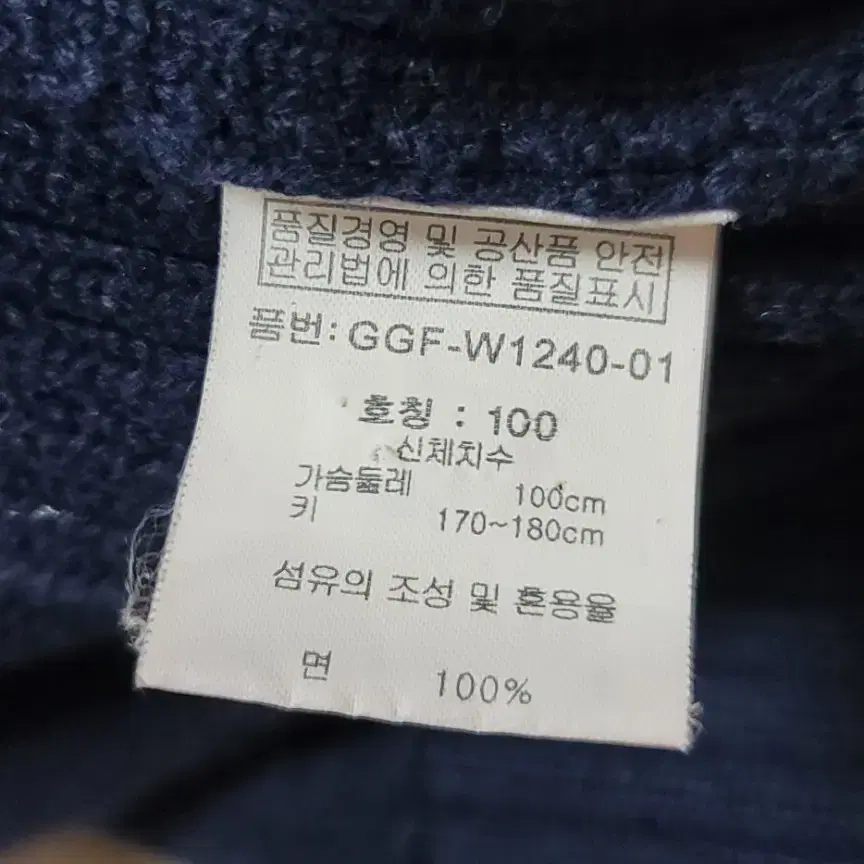 품질경영 및 공산품 안전
관리법에 의한 품질표시
품번: GGF-W1240-01
호칭 : 100
신체치수
가슴둘레 100cm
키 170~180cm
섬유의 조성 및 혼용율
면 100%